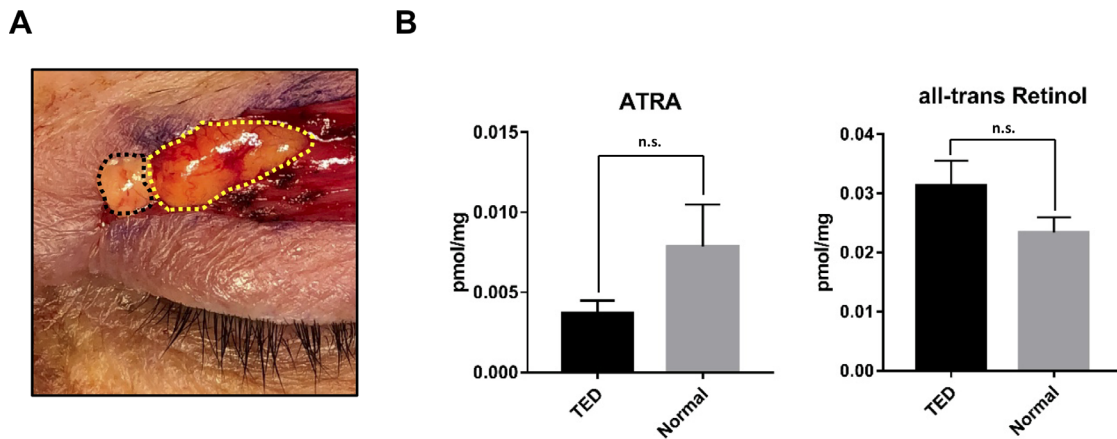 A
B
ATRA
0.015
0.010
0.005
0.000
pmol/mg
n.s.
TED
Normal
all-trans Retinol
0.04
0.03
0.02
0.01
0.00
pmol/mg
n.s.
TED
Normal